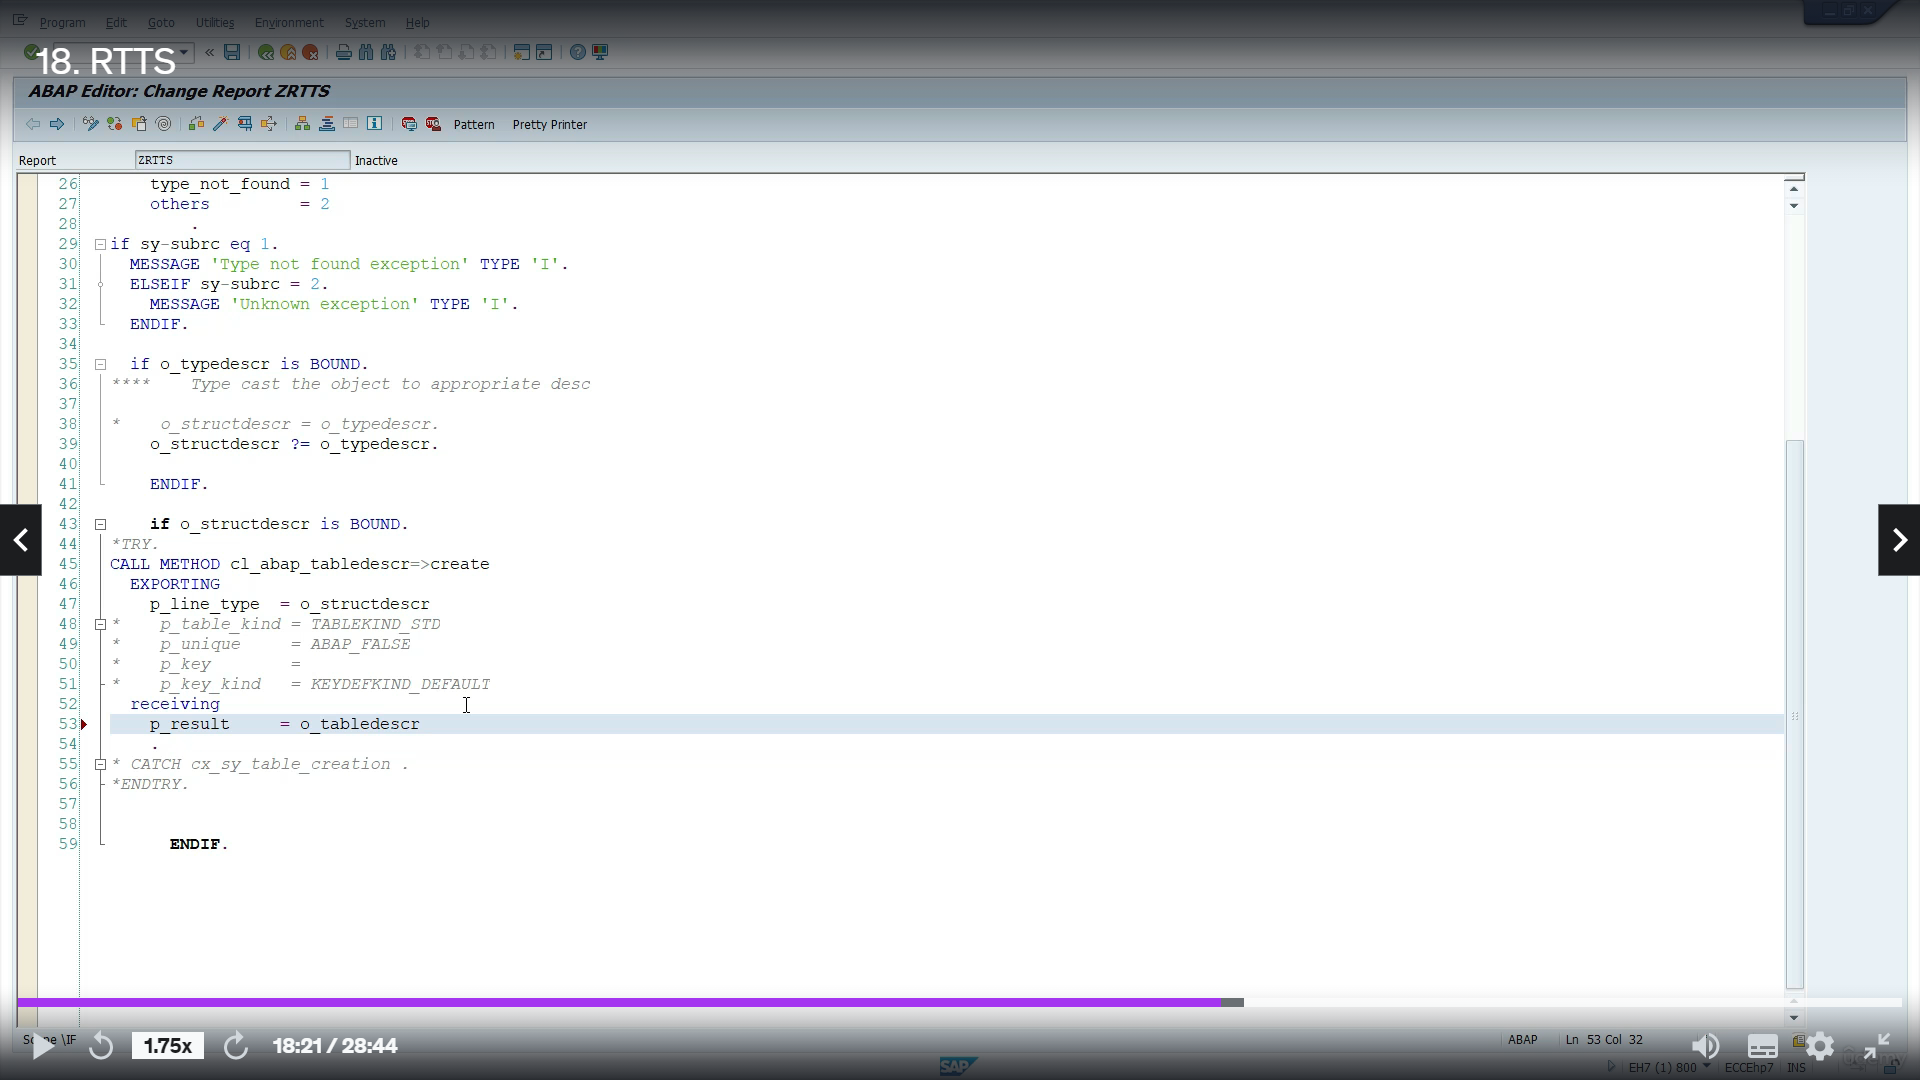 Program Edit Goto Utilities Environment System Help
18. RTTS
ABAP Editor: Change Report ZRTTS
Pattern Pretty Printer
Report ZRTTS Inactive
26 type_not_found = 1
27 others = 2
28 .
29 if sy-subrc eq 1.
30 MESSAGE 'Type not found exception' TYPE 'I'.
31 ELSEIF sy-subrc = 2.
32 MESSAGE 'Unknown exception' TYPE 'I'.
33 ENDIF.
34
35 if o_typedescr is BOUND.
36 **** Type cast the object to appropriate desc
37
38 * o_structdescr = o_typedescr.
39 o_structdescr ?= o_typedescr.
40
41 ENDIF.
42
43 if o_structdescr is BOUND.
44 *TRY.
45 CALL METHOD cl_abap_tabledescr=>create
46 EXPORTING
47 p_line_type = o_structdescr
48 * p_table_kind = TABLEKIND_STD
49 * p_unique = ABAP_FALSE
50 * p_key =
51 * p_key_kind = KEYDEFKIND_DEFAULT
52 receiving
53 p_result = o_tabledescr
54 .
55 * CATCH cx_sy_table_creation .
56 *ENDTRY.
57
58
59 ENDIF.
\IF
1.75x 18:21 / 28:44
ABAP Ln 53 Col 32
SAP
EH7 (1) 800 ECCEhp7 INS